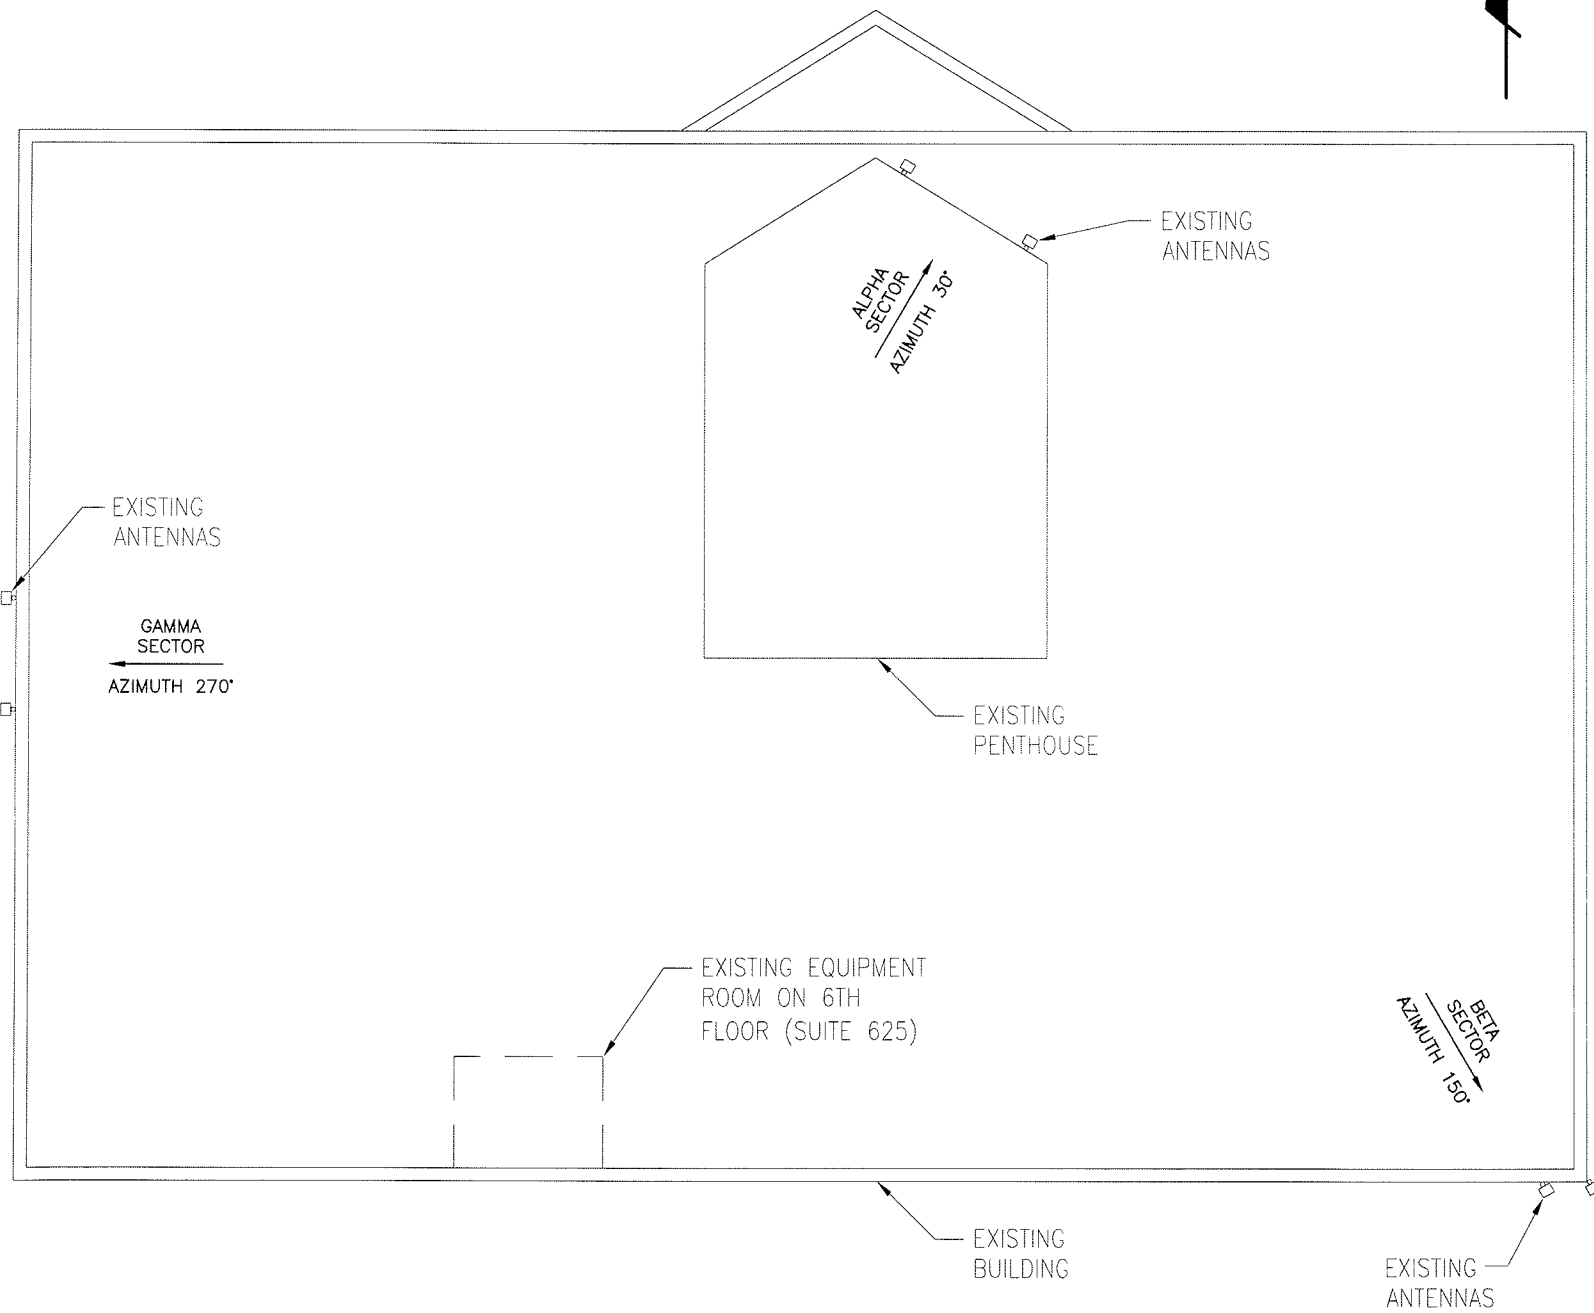 EXISTING
ANTENNAS
ALPHA
SECTOR
AZIMUTH 30°
EXISTING
ANTENNAS
GAMMA
SECTOR
AZIMUTH 270°
EXISTING
PENTHOUSE
EXISTING EQUIPMENT
ROOM ON 6TH
FLOOR (SUITE 625)
BETA
SECTOR
AZIMUTH 150°
EXISTING
BUILDING
EXISTING
ANTENNAS